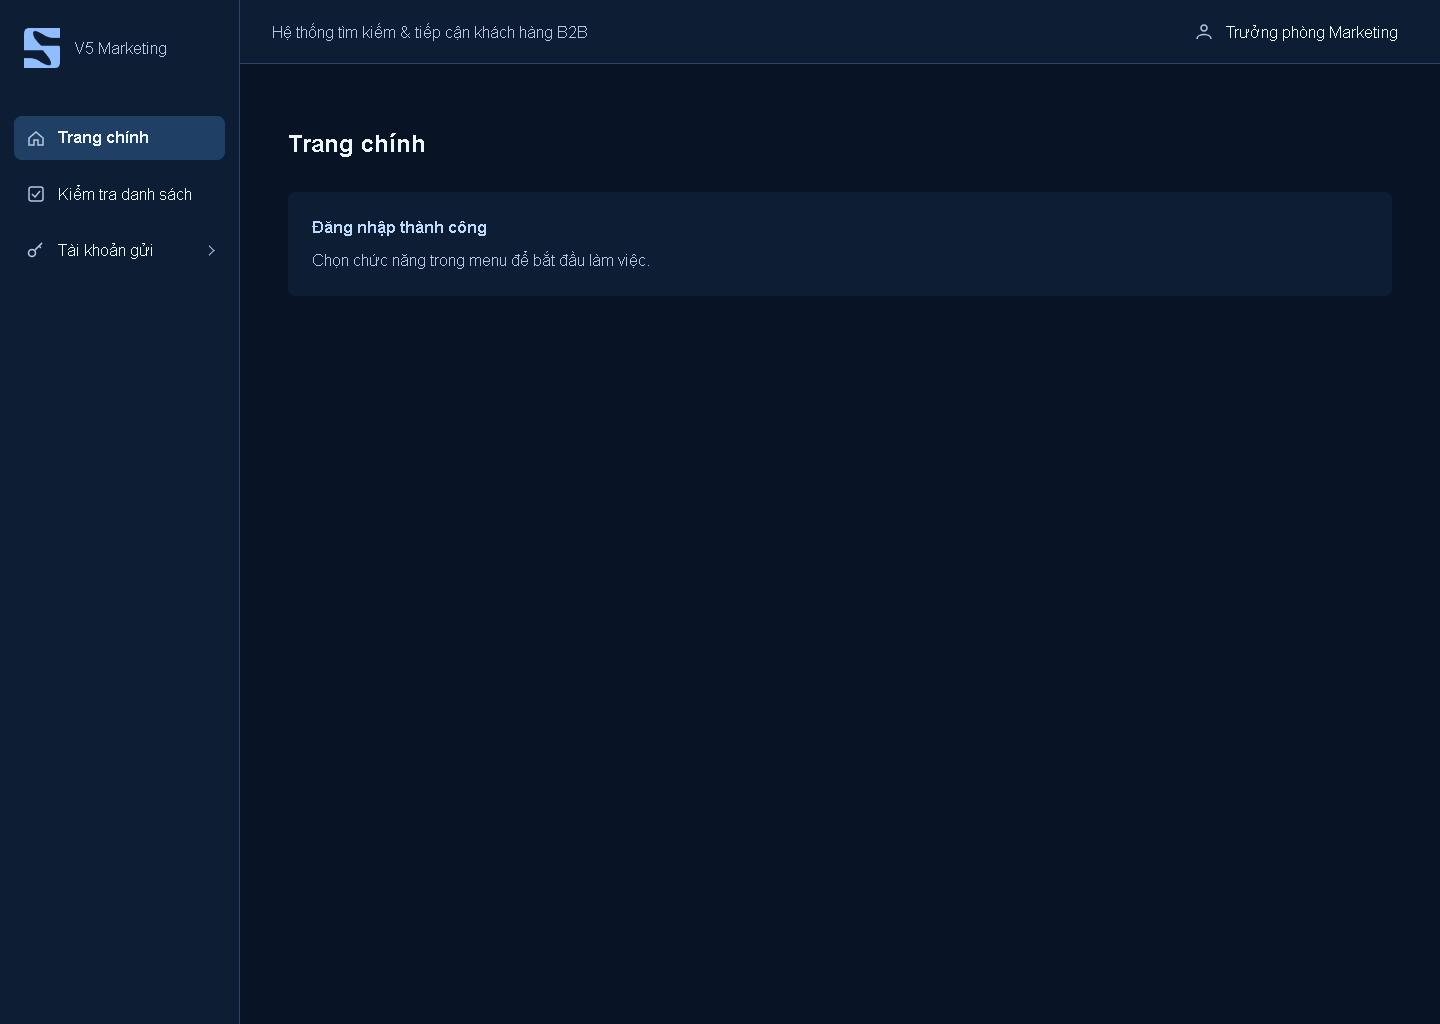 V5 Marketing
Hệ thống tìm kiếm & tiếp cận khách hàng B2B
Trưởng phòng Marketing
Trang chính
Kiểm tra danh sách
Tài khoản gửi
Trang chính
Đăng nhập thành công
Chọn chức năng trong menu để bắt đầu làm việc.